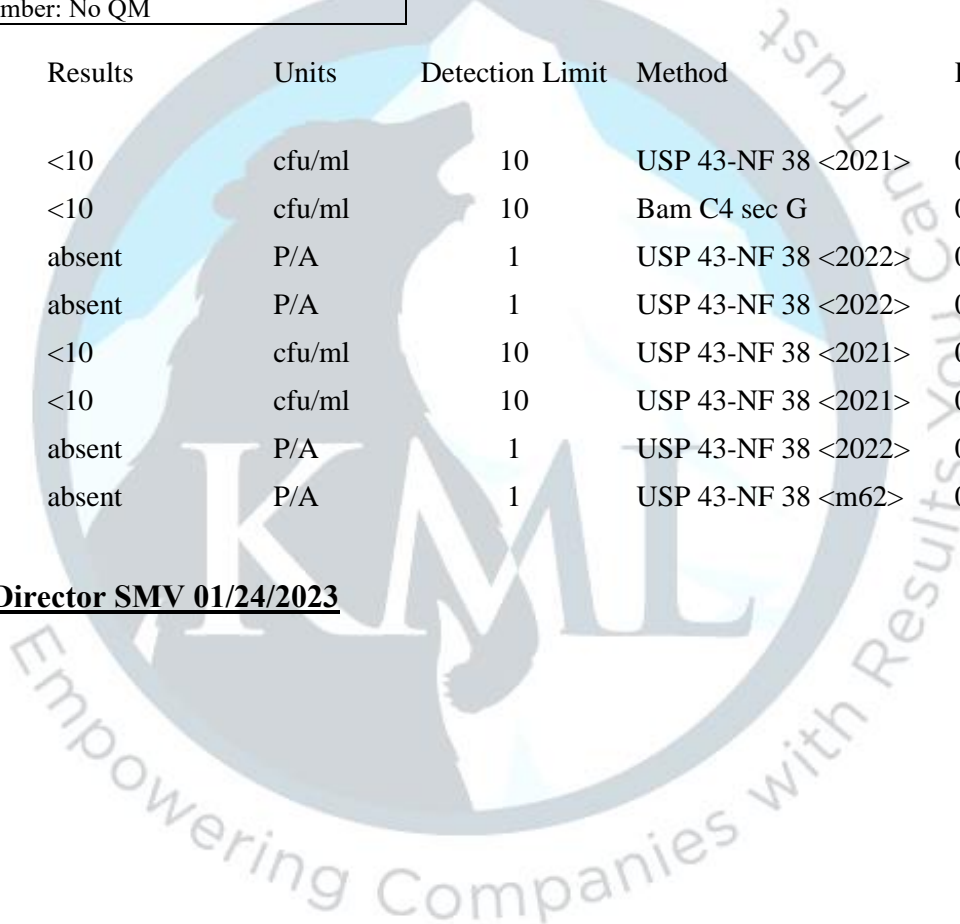 mber: No QM
Results Units Detection Limit Method
<10 cfu/ml 10 USP 43-NF 38 <2021>
<10 cfu/ml 10 Bam C4 sec G
absent P/A 1 USP 43-NF 38 <2022>
absent P/A 1 USP 43-NF 38 <2022>
<10 cfu/ml 10 USP 43-NF 38 <2021>
<10 cfu/ml 10 USP 43-NF 38 <2021>
absent P/A 1 USP 43-NF 38 <2022>
absent P/A 1 USP 43-NF 38 <m62>
Director SMV 01/24/2023
KML
Empowering Companies with Results You Can Trust